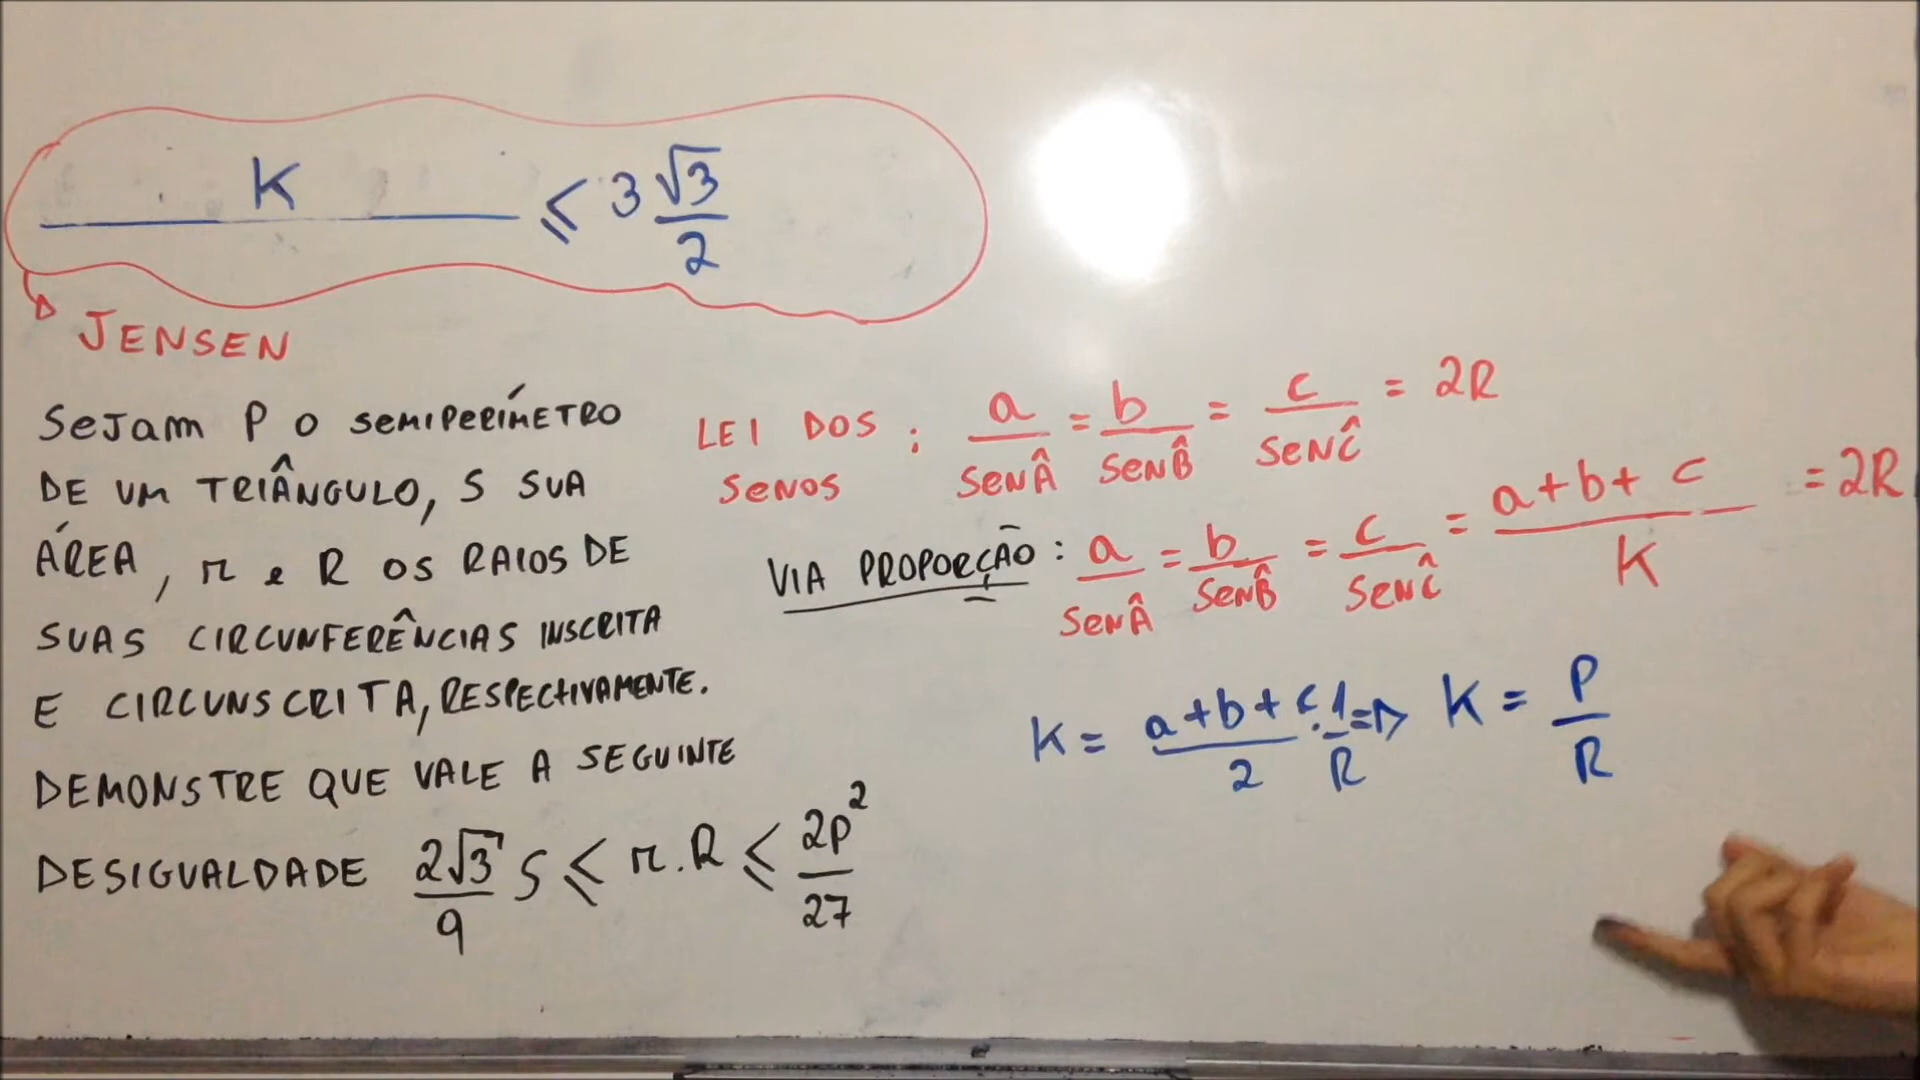 K ≤ 3 √3/2
JENSEN
SEJAM P O SEMIPERÍMETRO
DE UM TRIÂNGULO, S SUA
ÁREA, r e R OS RAIOS DE
SUAS CIRCUNFERÊNCIAS INSCRITA
E CIRCUNSCRITA, RESPECTIVAMENTE.
DEMONSTRE QUE VALE A SEGUINTE
DESIGUALDADE 2√3/9 S ≤ r.R ≤ 2P²/27
LEI DOS SENOS : a/SENÂ = b/SENB̂ = c/SENĈ = 2R
VIA PROPORÇÃO : a/SENÂ = b/SENB̂ = c/SENĈ = a+b+c/K = 2R
K = a+b+c/2 . 1/R => K = P/R